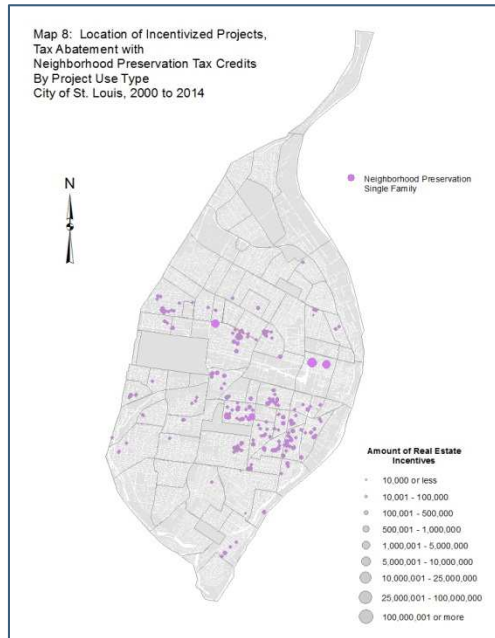 Map 8: Location of Incentivized Projects,
Tax Abatement with
Neighborhood Preservation Tax Credits
By Project Use Type
City of St. Louis, 2000 to 2014
N
Neighborhood Preservation
Single Family
Amount of Real Estate
Incentives
10,000 or less
10,001 - 100,000
100,001 - 500,000
500,001 - 1,000,000
1,000,001 - 5,000,000
5,000,001 - 10,000,000
10,000,001 - 25,000,000
25,000,001 - 100,000,000
100,000,001 or more